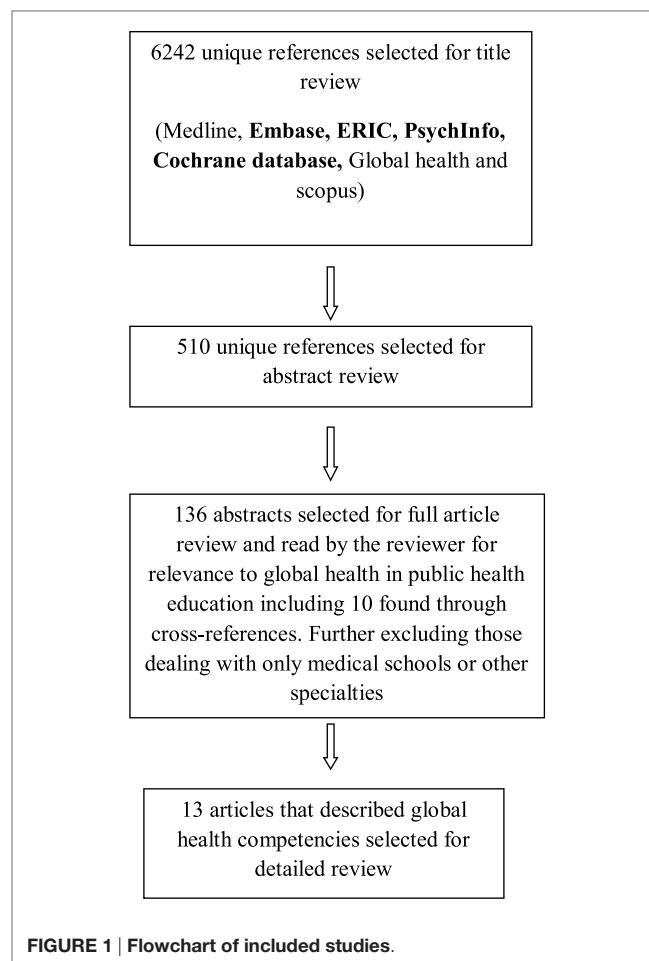 6242 unique references selected for title
review
(Medline, Embase, ERIC, PsychInfo,
Cochrane database, Global health and
scopus)
510 unique references selected for
abstract review
136 abstracts selected for full article
review and read by the reviewer for
relevance to global health in public health
education including 10 found through
cross-references. Further excluding those
dealing with only medical schools or other
specialties
13 articles that described global
health competencies selected for
detailed review
FIGURE 1 | Flowchart of included studies.